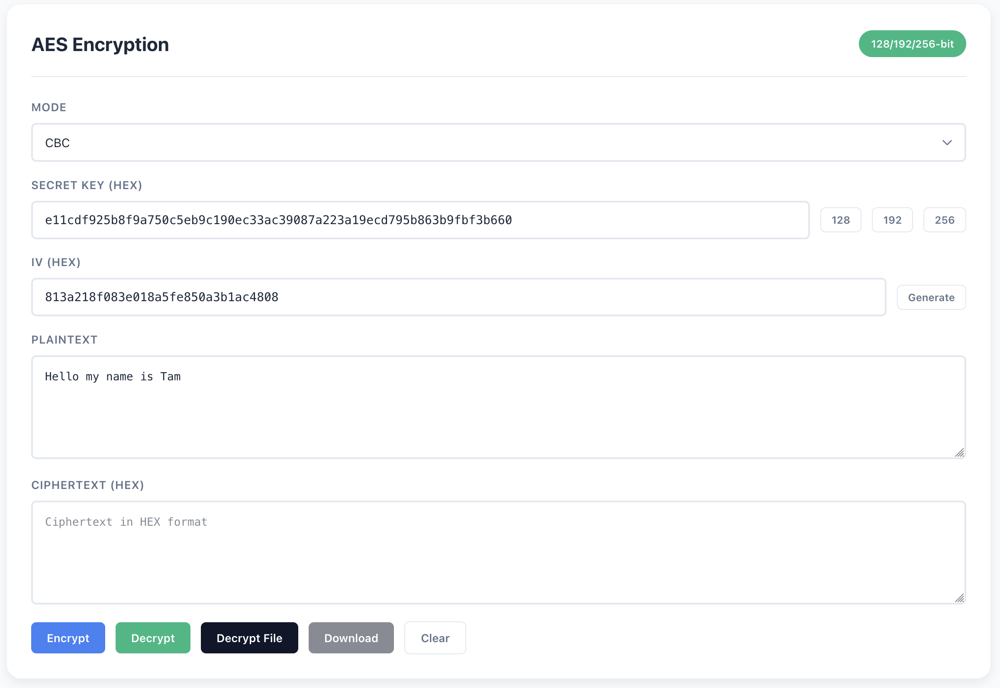 AES Encryption
128/192/256-bit
MODE
CBC
SECRET KEY (HEX)
e11cdf925b8f9a750c5eb9c190ec33ac39087a223a19ecd795b863b9fbf3b660
128
192
256
IV (HEX)
813a218f083e018a5fe850a3b1ac4808
Generate
PLAINTEXT
Hello my name is Tam
CIPHERTEXT (HEX)
Ciphertext in HEX format
Encrypt
Decrypt
Decrypt File
Download
Clear